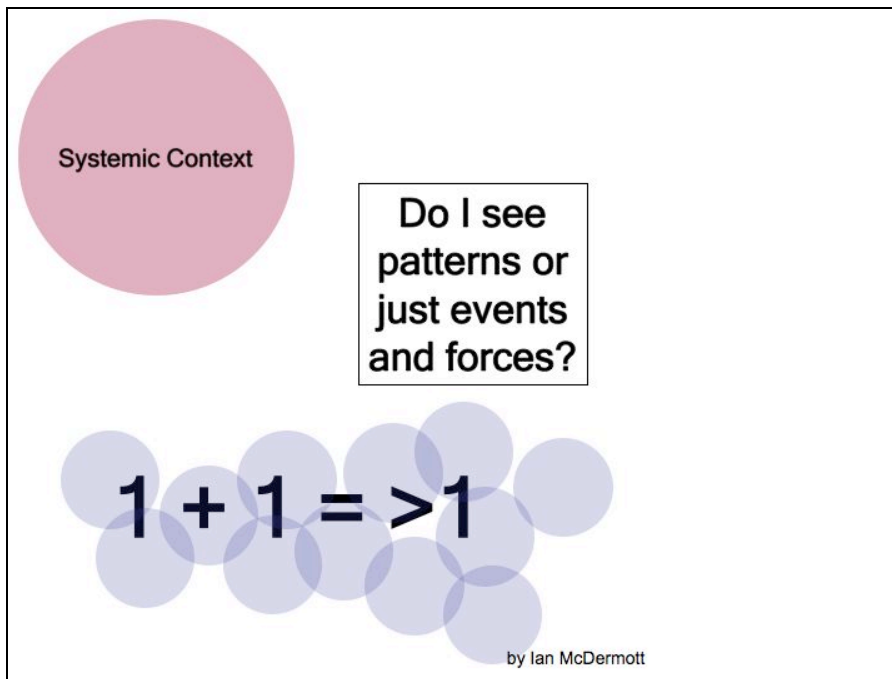 Systemic Context
Do I see
patterns or
just events
and forces?
1 + 1 = >1
by Ian McDermott